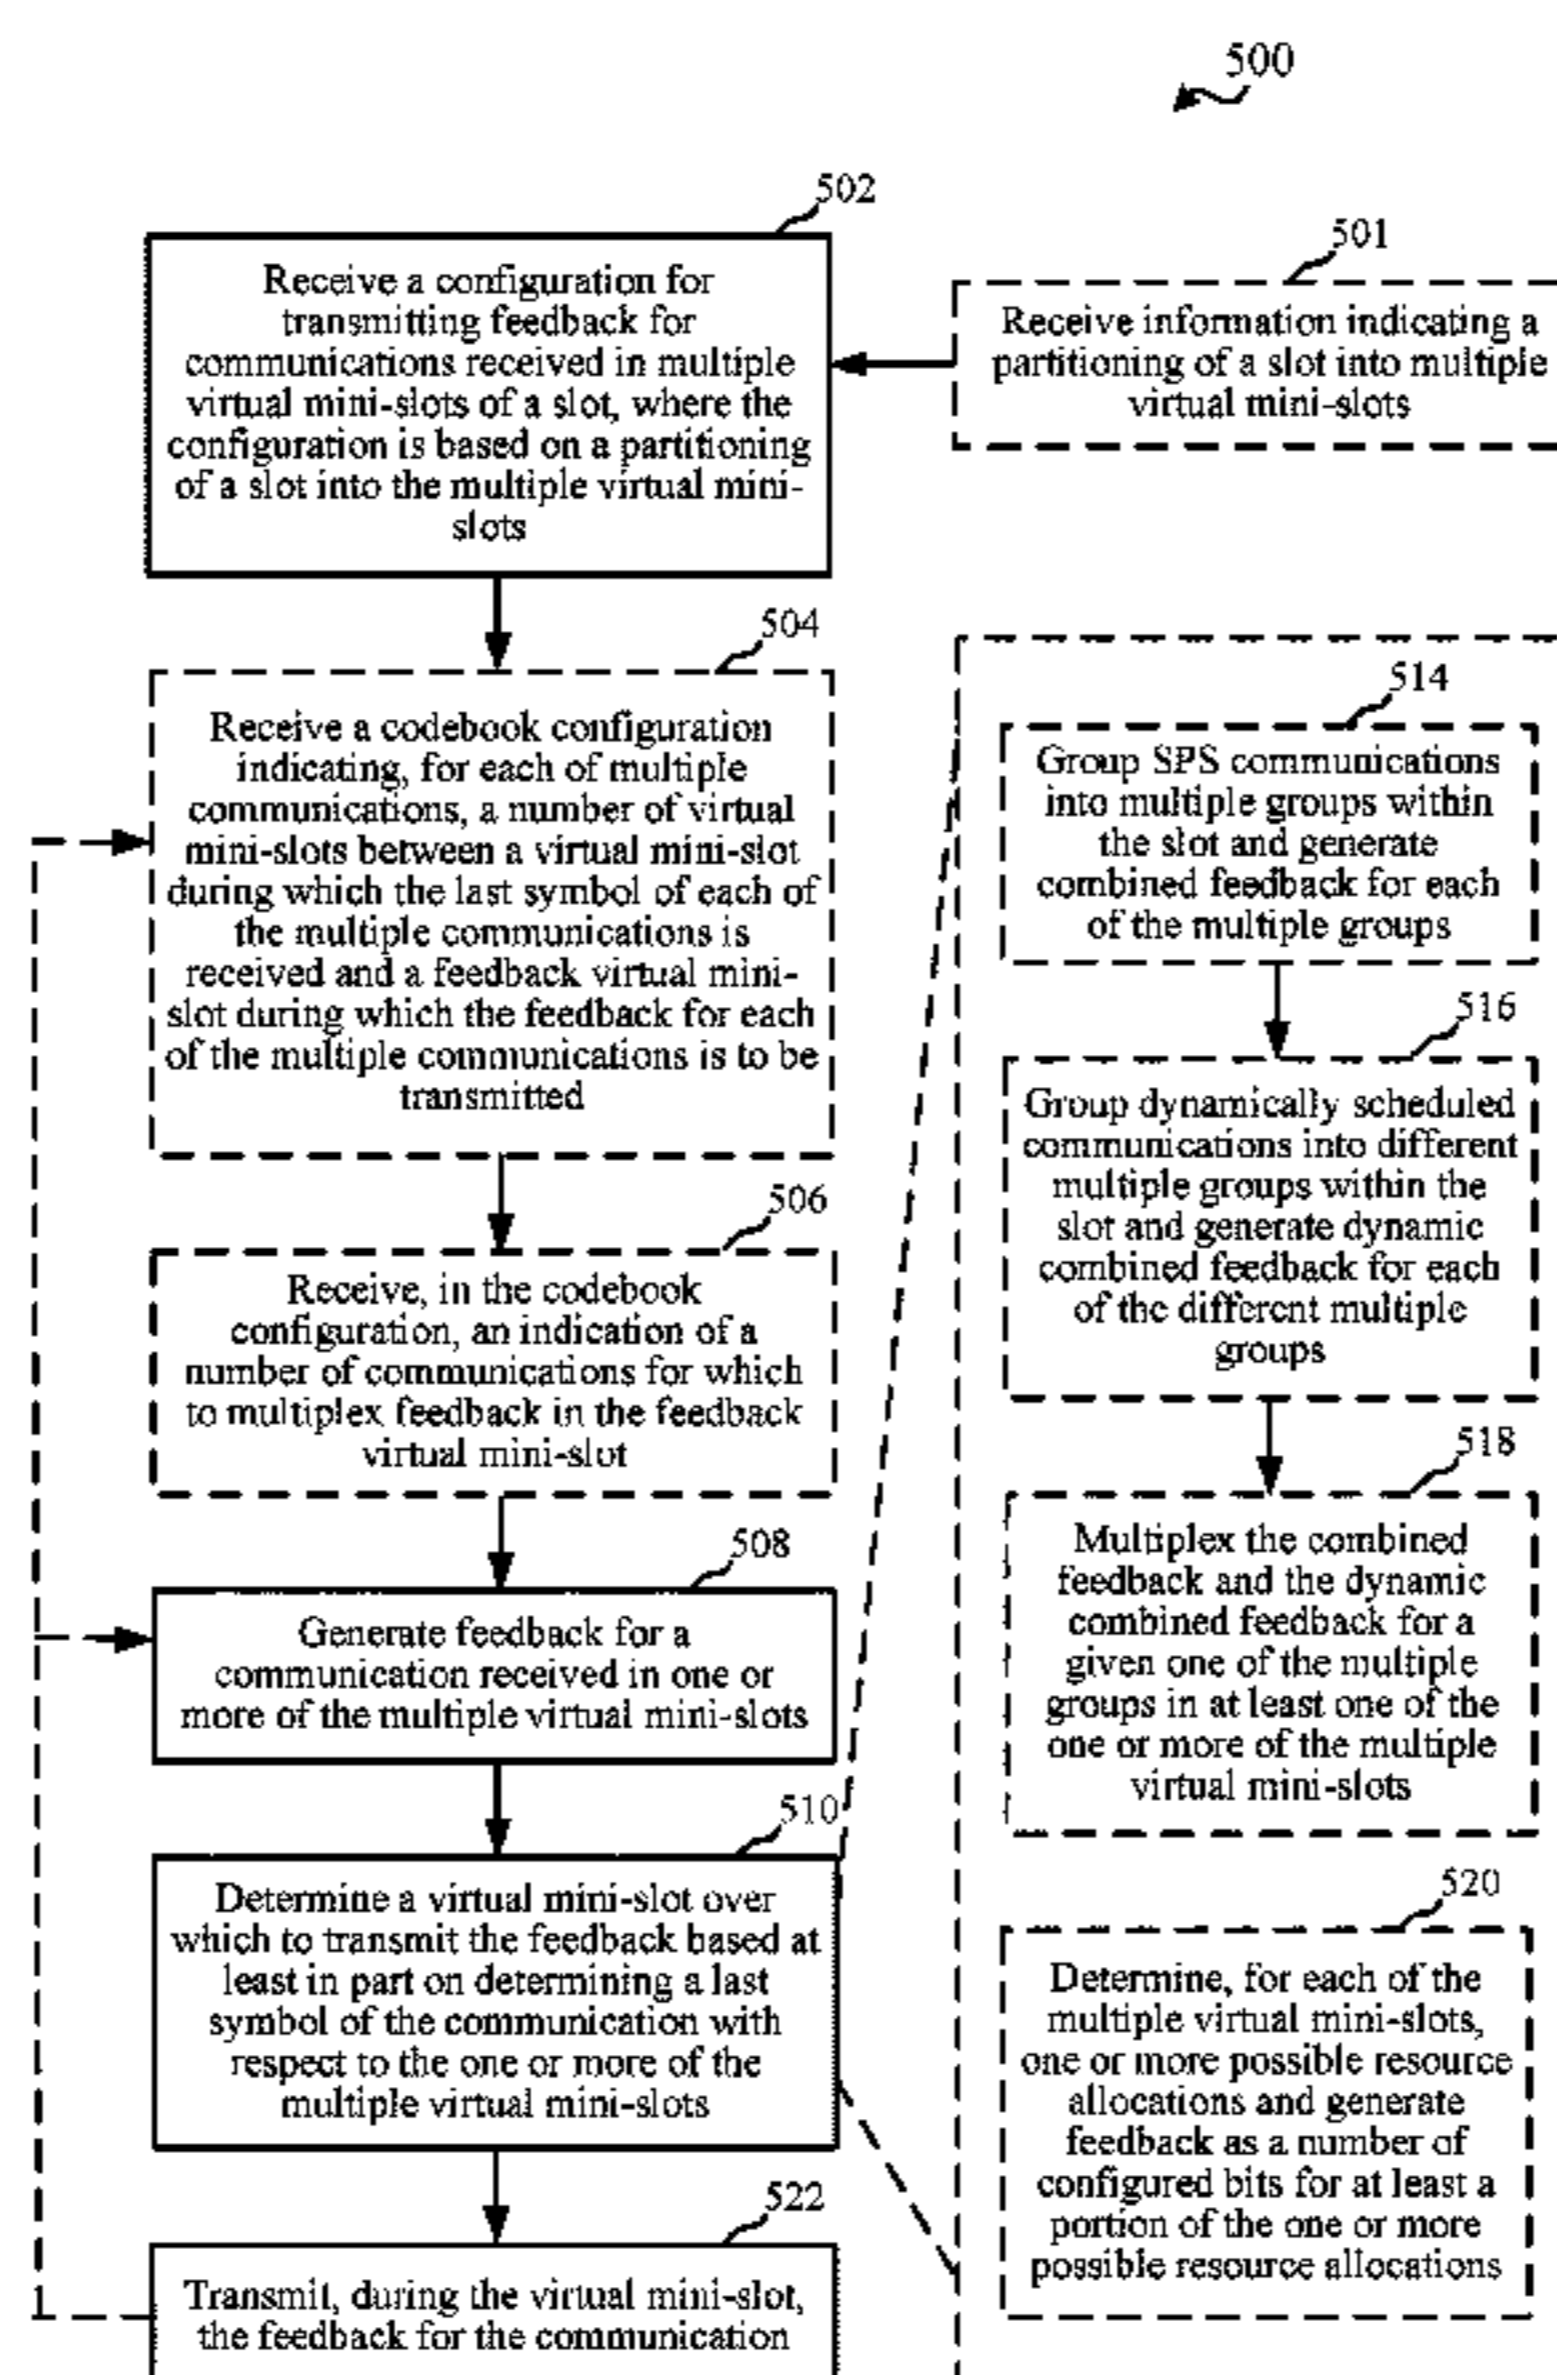 500
502
Receive a configuration for
transmitting feedback for
communications received in multiple
virtual mini-slots of a slot, where the
configuration is based on a partitioning
of a slot into the multiple virtual mini-
slots
501
Receive information indicating a
partitioning of a slot into multiple
virtual mini-slots
504
Receive a codebook configuration
indicating, for each of multiple
communications, a number of virtual
mini-slots between a virtual mini-slot
during which the last symbol of each of
the multiple communications is
received and a feedback virtual mini-
slot during which the feedback for each
of the multiple communications is to be
transmitted
506
Receive, in the codebook
configuration, an indication of a
number of communications for which
to multiplex feedback in the feedback
virtual mini-slot
508
Generate feedback for a
communication received in one or
more of the multiple virtual mini-slots
510
Determine a virtual mini-slot over
which to transmit the feedback based at
least in part on determining a last
symbol of the communication with
respect to the one or more of the
multiple virtual mini-slots
522
Transmit, during the virtual mini-slot,
the feedback for the communication
514
Group SPS communications
into multiple groups within
the slot and generate
combined feedback for each
of the multiple groups
516
Group dynamically scheduled
communications into different
multiple groups within the
slot and generate dynamic
combined feedback for each
of the different multiple
groups
518
Multiplex the combined
feedback and the dynamic
combined feedback for a
given one of the multiple
groups in at least one of the
one or more of the multiple
virtual mini-slots
520
Determine, for each of the
multiple virtual mini-slots,
one or more possible resource
allocations and generate
feedback as a number of
configured bits for at least a
portion of the one or more
possible resource allocations